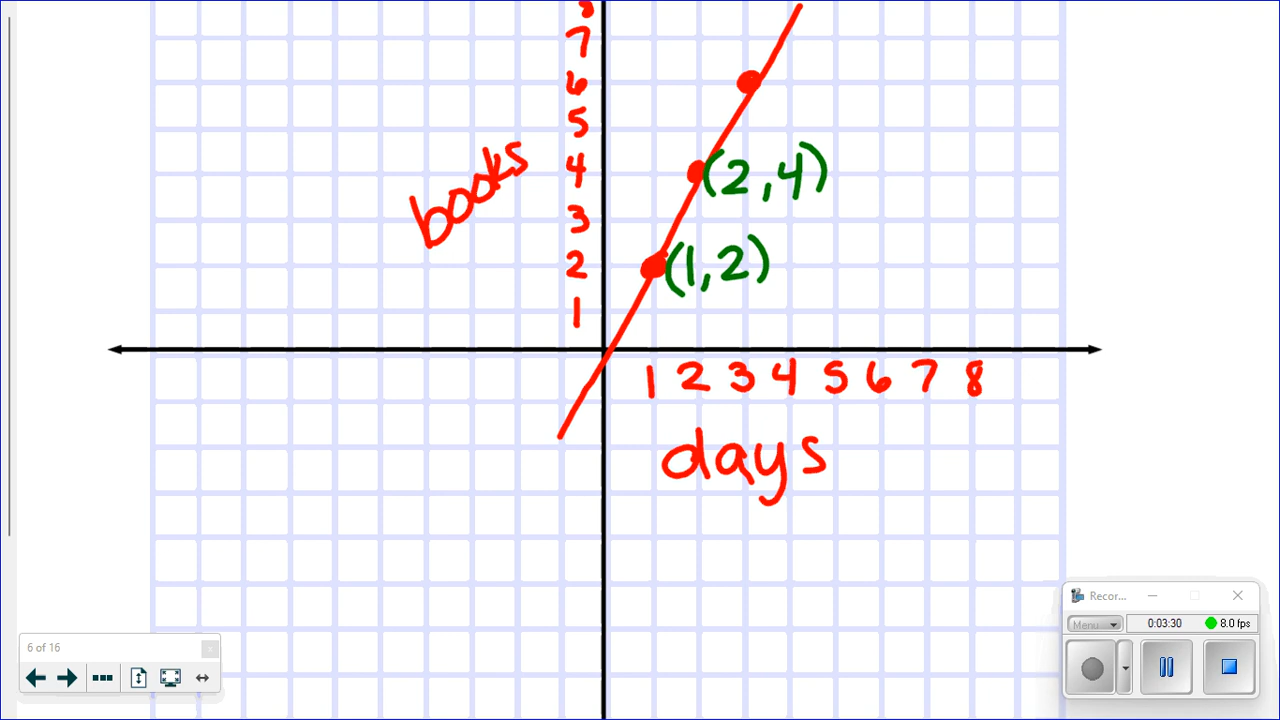 8
7
6
5
4
3
2
1
books
(2,4)
(1,2)
1 2 3 4 5 6 7 8
days
6 of 16
x
Recor...
Menu
0:03:30
8.0 fps